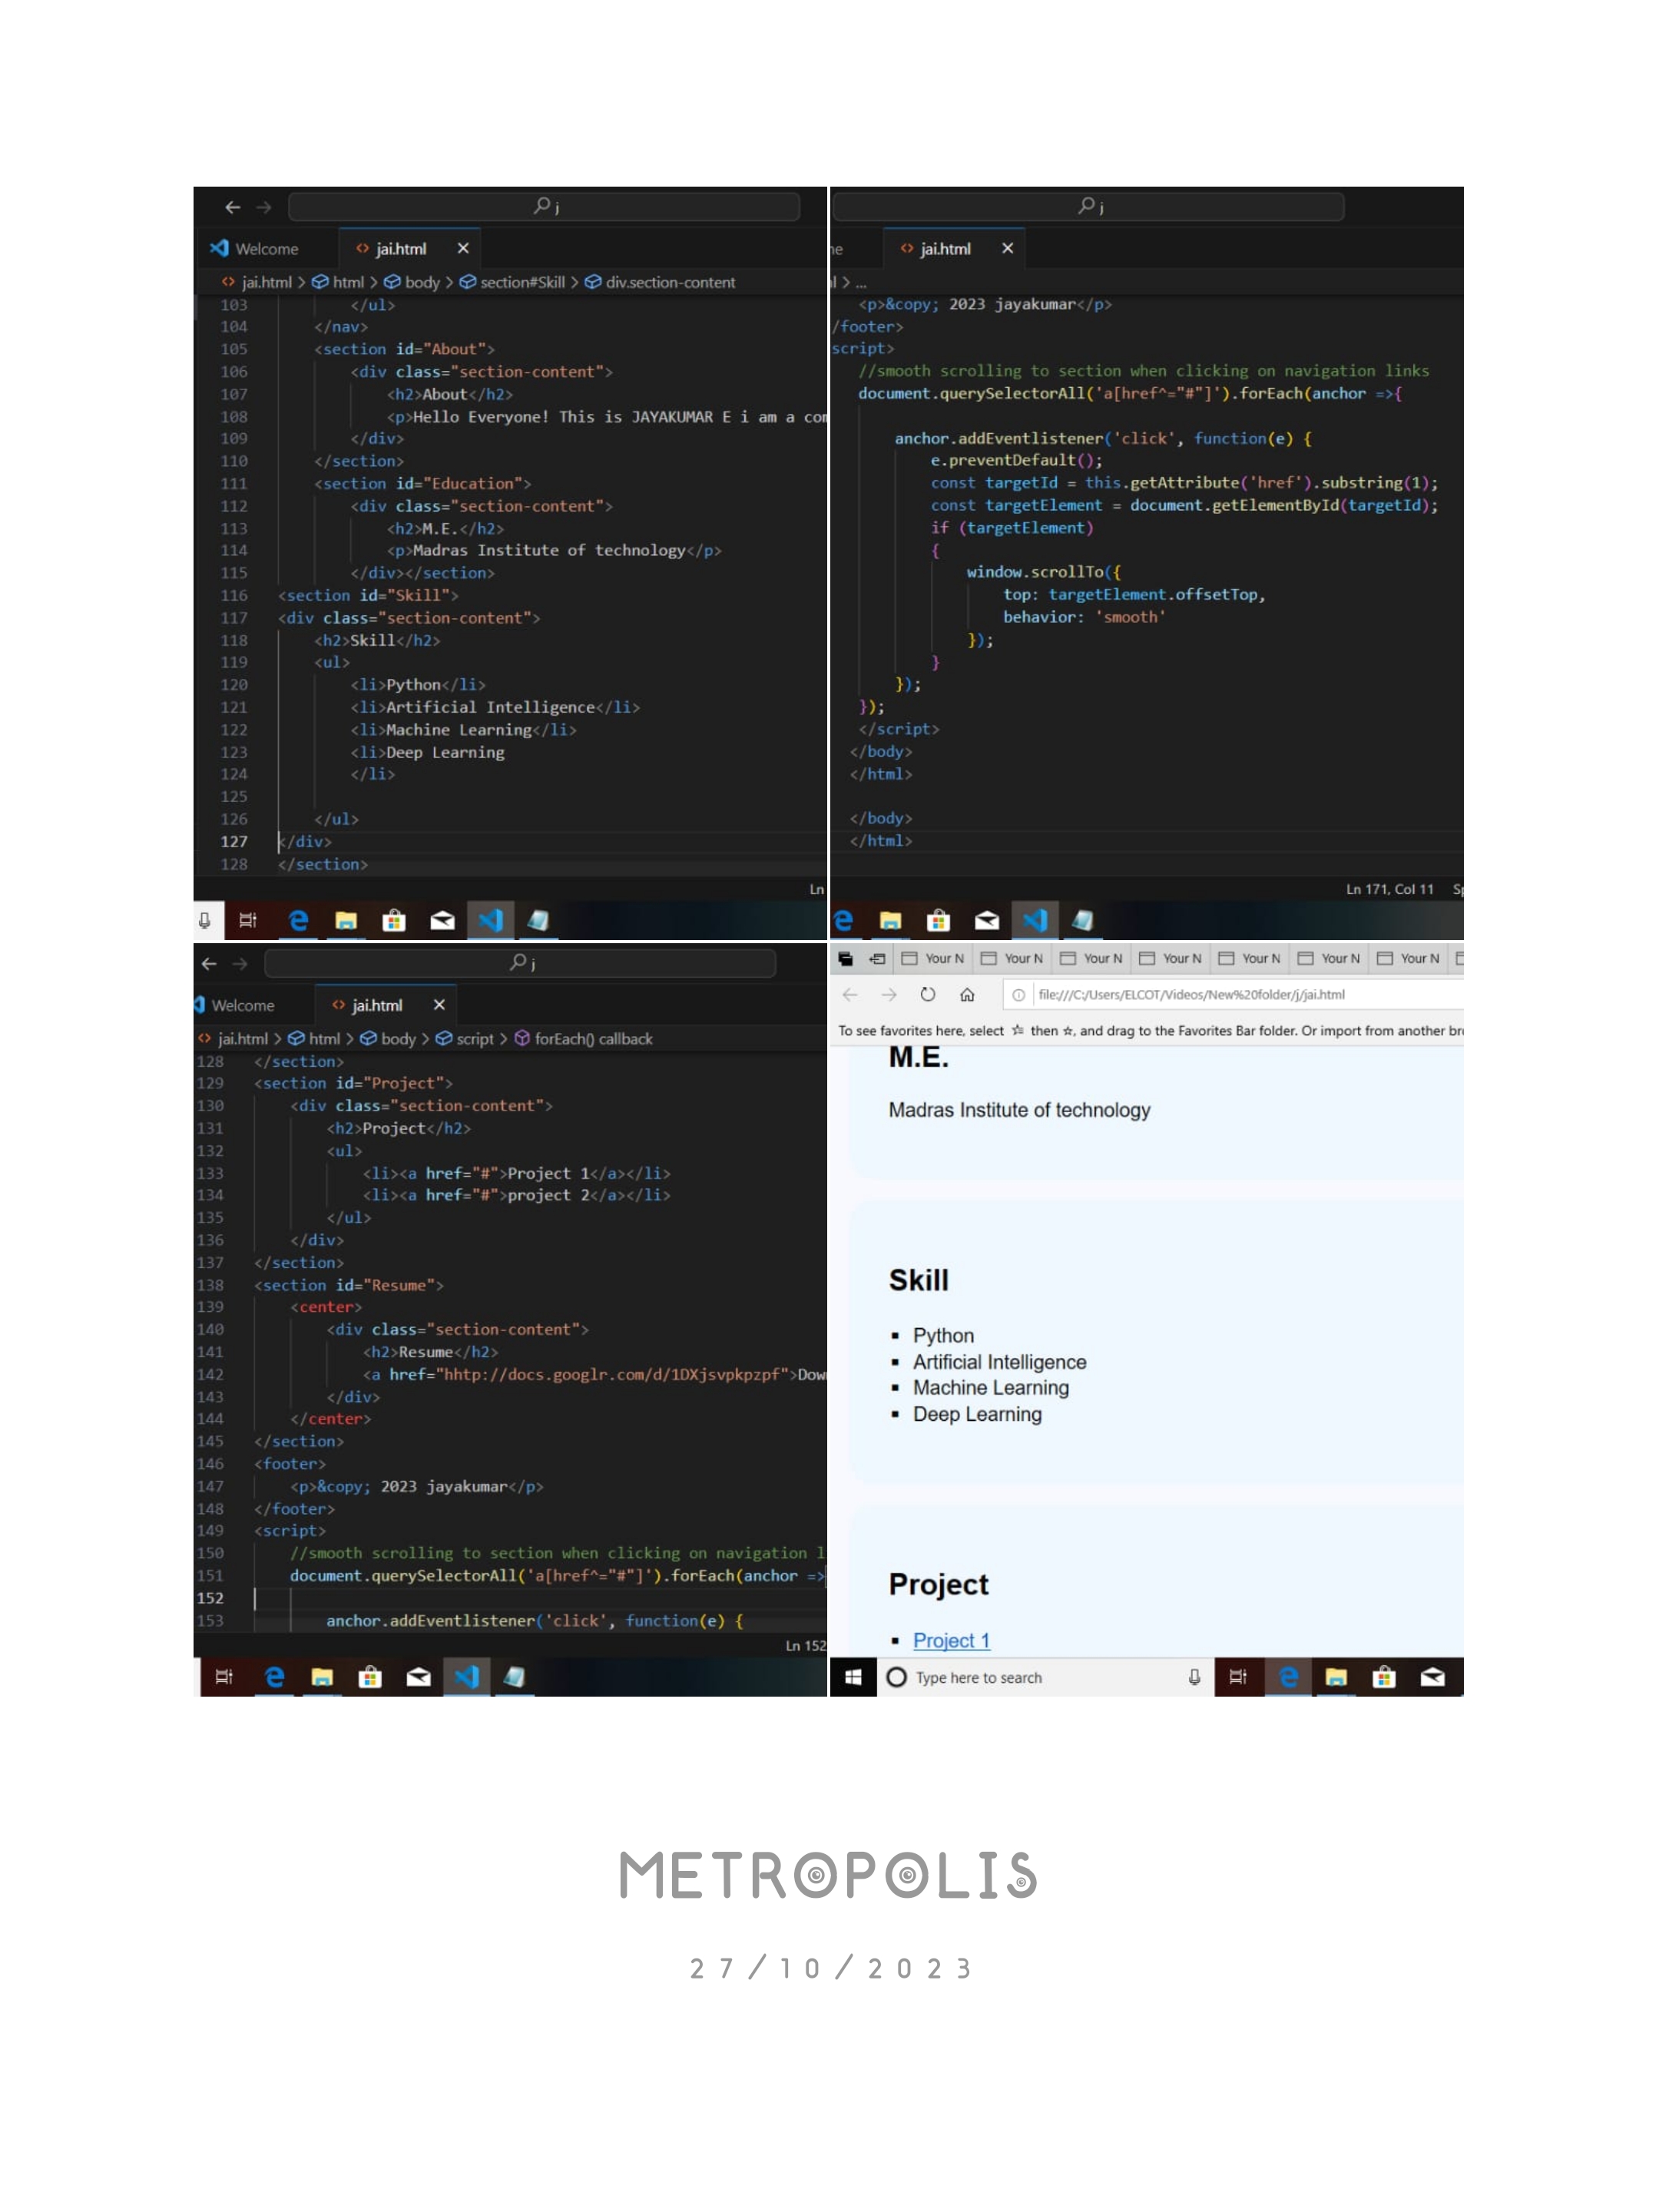 j
Welcome
jai.html
jai.html > html > body > section#Skill > div.section-content
103 </ul>
104 </nav>
105 <section id="About">
106 <div class="section-content">
107 <h2>About</h2>
108 <p>Hello Everyone! This is JAYAKUMAR E i am a con
109 </div>
110 </section>
111 <section id="Education">
112 <div class="section-content">
113 <h2>M.E.</h2>
114 <p>Madras Institute of technology</p>
115 </div></section>
116 <section id="Skill">
117 <div class="section-content">
118 <h2>Skill</h2>
119 <ul>
120 <li>Python</li>
121 <li>Artificial Intelligence</li>
122 <li>Machine Learning</li>
123 <li>Deep Learning
124 </li>
125
126 </ul>
127 </div>
128 </section>
Ln
j
jai.html
> ...
<p>&copy; 2023 jayakumar</p>
/footer>
script>
//smooth scrolling to section when clicking on navigation links
document.querySelectorAll('a[href^="#"]').forEach(anchor =>{
anchor.addEventlistener('click', function(e) {
e.preventDefault();
const targetId = this.getAttribute('href').substring(1);
const targetElement = document.getElementById(targetId);
if (targetElement)
{
window.scrollTo({
top: targetElement.offsetTop,
behavior: 'smooth'
});
}
});
});
</script>
</body>
</html>
</body>
</html>
Ln 171, Col 11 Sp
j
Welcome
jai.html
jai.html > html > body > script > forEach() callback
128 </section>
129 <section id="Project">
130 <div class="section-content">
131 <h2>Project</h2>
132 <ul>
133 <li><a href="#">Project 1</a></li>
134 <li><a href="#">project 2</a></li>
135 </ul>
136 </div>
137 </section>
138 <section id="Resume">
139 <center>
140 <div class="section-content">
141 <h2>Resume</h2>
142 <a href="hhtp://docs.googlr.com/d/1DXjsvpkpzpf">Dow
143 </div>
144 </center>
145 </section>
146 <footer>
147 <p>&copy; 2023 jayakumar</p>
148 </footer>
149 <script>
150 //smooth scrolling to section when clicking on navigation l
151 document.querySelectorAll('a[href^="#"]').forEach(anchor =>
152
153 anchor.addEventlistener('click', function(e) {
Ln 152
Your N Your N Your N Your N Your N Your N Your N
file:///C:/Users/ELCOT/Videos/New%20folder/j/jai.html
To see favorites here, select ☆ then ☆, and drag to the Favorites Bar folder. Or import from another br
M.E.
Madras Institute of technology
Skill
Python
Artificial Intelligence
Machine Learning
Deep Learning
Project
Project 1
Type here to search
METROPOLIS
27/10/2023